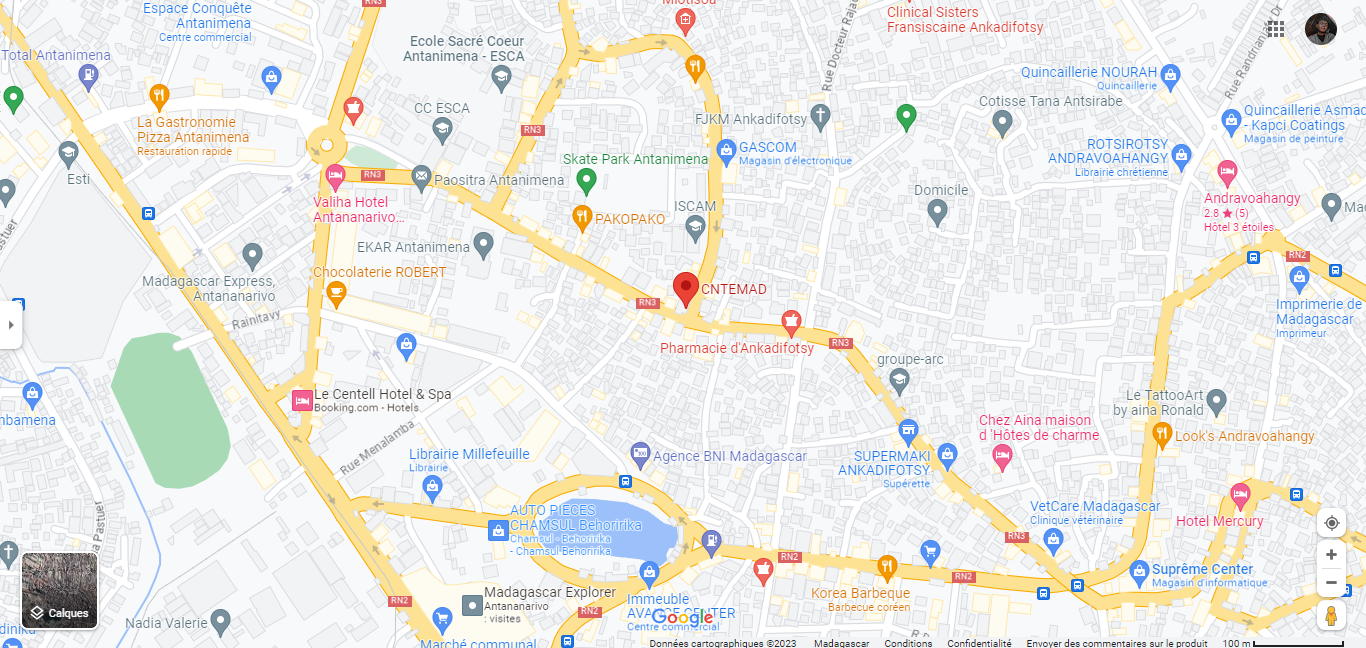 Espace Conquête
Antanimena
Centre commercial
RN3
Miotisoa
Clinical Sisters
Fransiscaine Ankadifotsy
Total Antanimena
Ecole Sacré Coeur
Antanimena - ESCA
Rue Docteur Raja
Quincaillerie NOURAH
Quincaillerie
Rue Randrian
Dr
La Gastronomie
Pizza Antanimena
Restauration rapide
CC ESCA
RN3
FJKM Ankadifotsy
Cotisse Tana Antsirabe
Quincaillerie Asmac
- Kapci Coatings
Magasin de peinture
Esti
GASCOM
Magasin d'électronique
ROTSIROTSY
ANDRAVOAHANGY
Librairie chrétienne
Skate Park Antanimena
RN3
Paositra Antanimena
Valiha Hotel
Antananarivo...
Domicile
Andravoahangy
2.8 ★ (5)
Hôtel 3 étoiles
PAKOPAKO
ISCAM
EKAR Antanimena
RN2
Madagascar Express,
Antananarivo
Chocolaterie ROBERT
CNTEMAD
RN3
Imprimerie de
Madagascar
Imprimeur
Rainitavy
Pharmacie d'Ankadifotsy
RN3
groupe-arc
Le Centell Hotel & Spa
Booking.com - Hotels
Le TattooArt
by aina Ronald
mbamena
Rue Menalamba
Chez Aina maison
d 'Hôtes de charme
Look's Andravoahangy
Librairie Millefeuille
Librairie
Agence BNI Madagascar
SUPERMAKI
ANKADIFOTSY
Supérette
AUTO PIECES
CHAMSUL Behoririka
Chamsul - Behoririka
- Chamsul Behoririka
VetCare Madagascar
Clinique vétérinaire
Hotel Mercury
Pastuer
RN3
RN2
Korea Barbeque
Barbecue coréen
RN2
Suprême Center
Magasin d'informatique
Calques
Madagascar Explorer
Antananarivo
: visites
RN2
RN2
Immeuble
AVANCE CENTER
Centre commercial
Google
Nadia Valerie
Marché communal
Données cartographiques ©2023
Madagascar
Conditions
Confidentialité
Envoyer des commentaires sur le produit
100 m